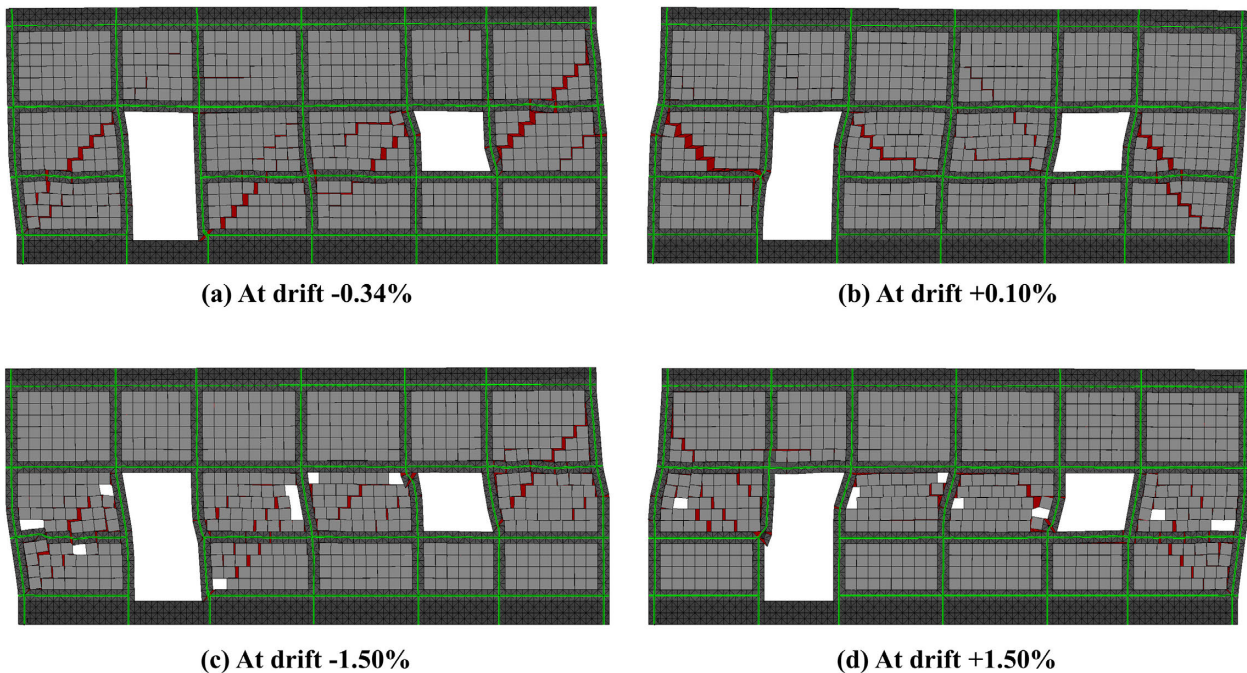 (a) At drift -0.34%
(b) At drift +0.10%
(c) At drift -1.50%
(d) At drift +1.50%